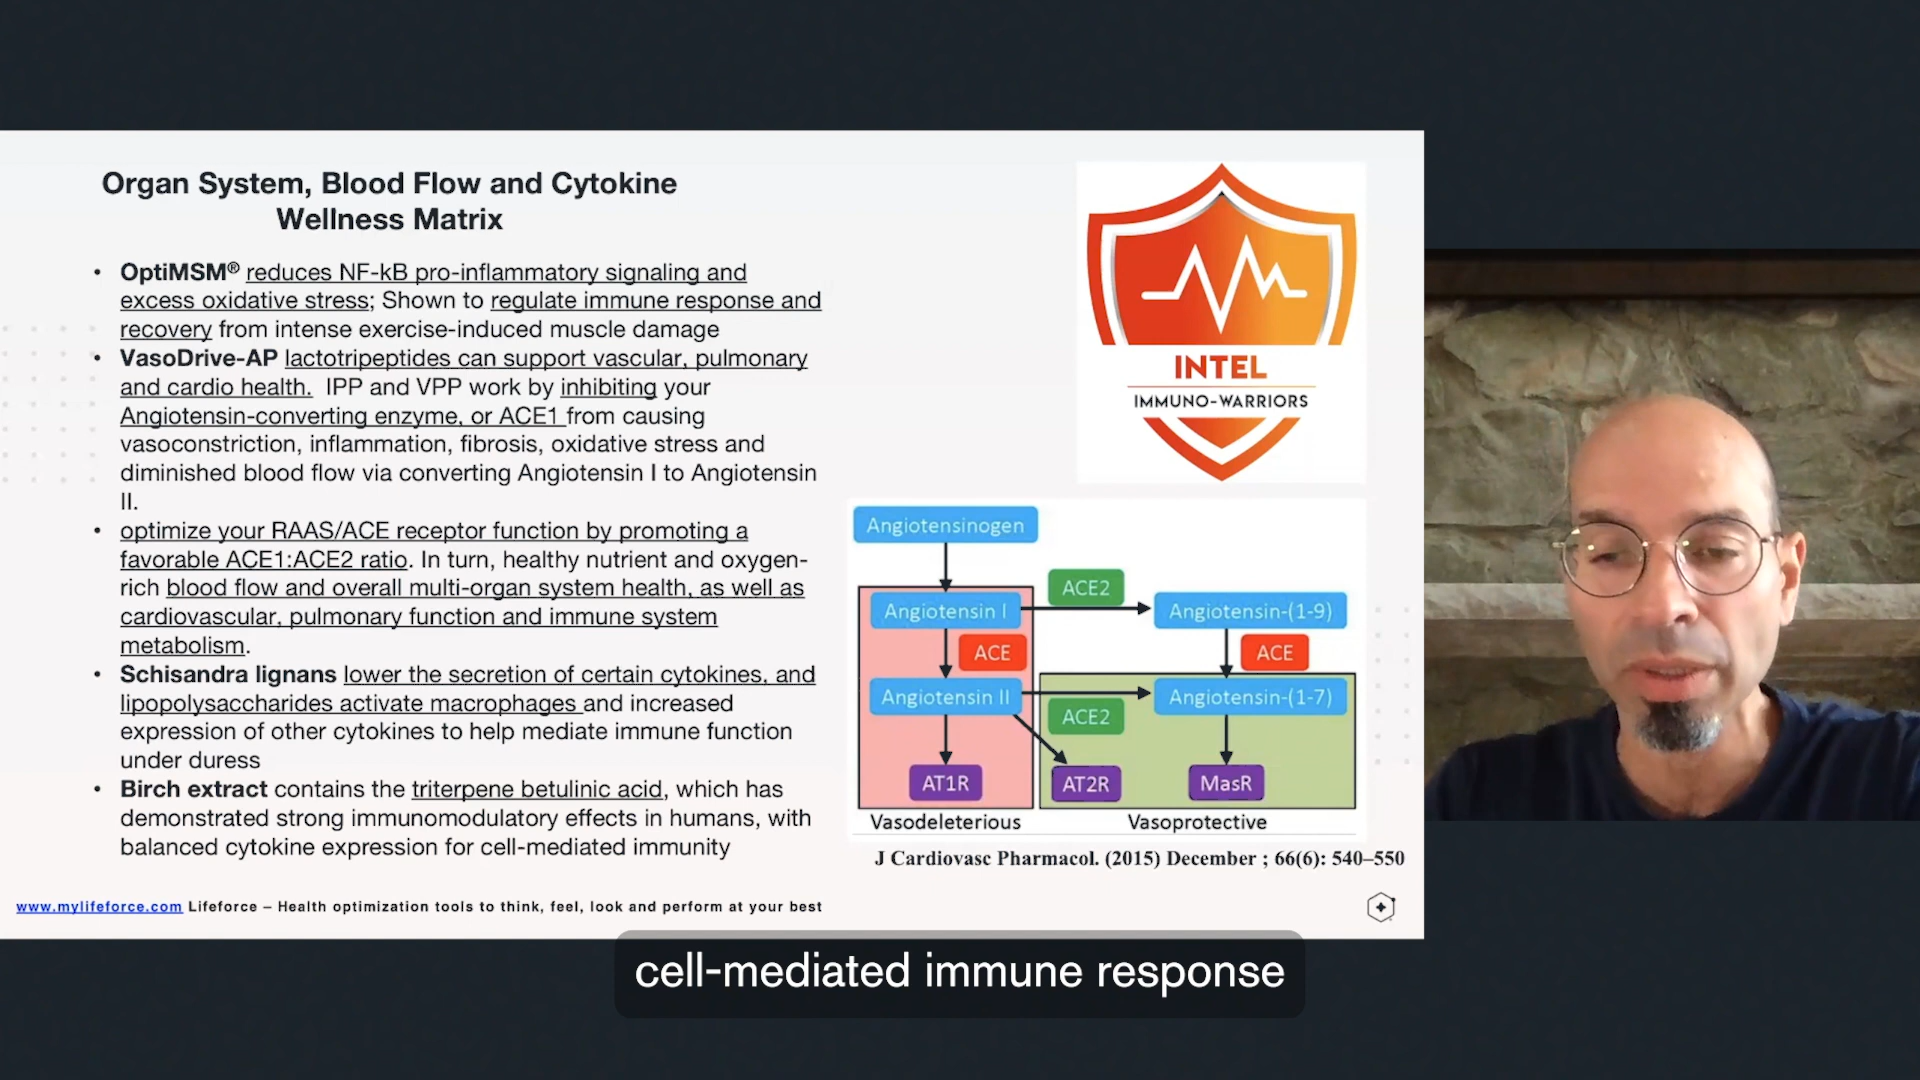 Organ System, Blood Flow and Cytokine
Wellness Matrix
• OptiMSM® reduces NF-kB pro-inflammatory signaling and
excess oxidative stress; Shown to regulate immune response and
recovery from intense exercise-induced muscle damage
• VasoDrive-AP lactotripeptides can support vascular, pulmonary
and cardio health. IPP and VPP work by inhibiting your
Angiotensin-converting enzyme, or ACE1 from causing
vasoconstriction, inflammation, fibrosis, oxidative stress and
diminished blood flow via converting Angiotensin I to Angiotensin
II.
• optimize your RAAS/ACE receptor function by promoting a
favorable ACE1:ACE2 ratio. In turn, healthy nutrient and oxygen-
rich blood flow and overall multi-organ system health, as well as
cardiovascular, pulmonary function and immune system
metabolism.
• Schisandra lignans lower the secretion of certain cytokines, and
lipopolysaccharides activate macrophages and increased
expression of other cytokines to help mediate immune function
under duress
• Birch extract contains the triterpene betulinic acid, which has
demonstrated strong immunomodulatory effects in humans, with
balanced cytokine expression for cell-mediated immunity
INTEL
IMMUNO-WARRIORS
Angiotensinogen
ACE2
Angiotensin I
Angiotensin-(1-9)
ACE
ACE
Angiotensin II
Angiotensin-(1-7)
ACE2
AT1R
AT2R
MasR
Vasodeleterious
Vasoprotective
J Cardiovasc Pharmacol. (2015) December ; 66(6): 540–550
www.mylifeforce.com Lifeforce – Health optimization tools to think, feel, look and perform at your best
cell-mediated immune response